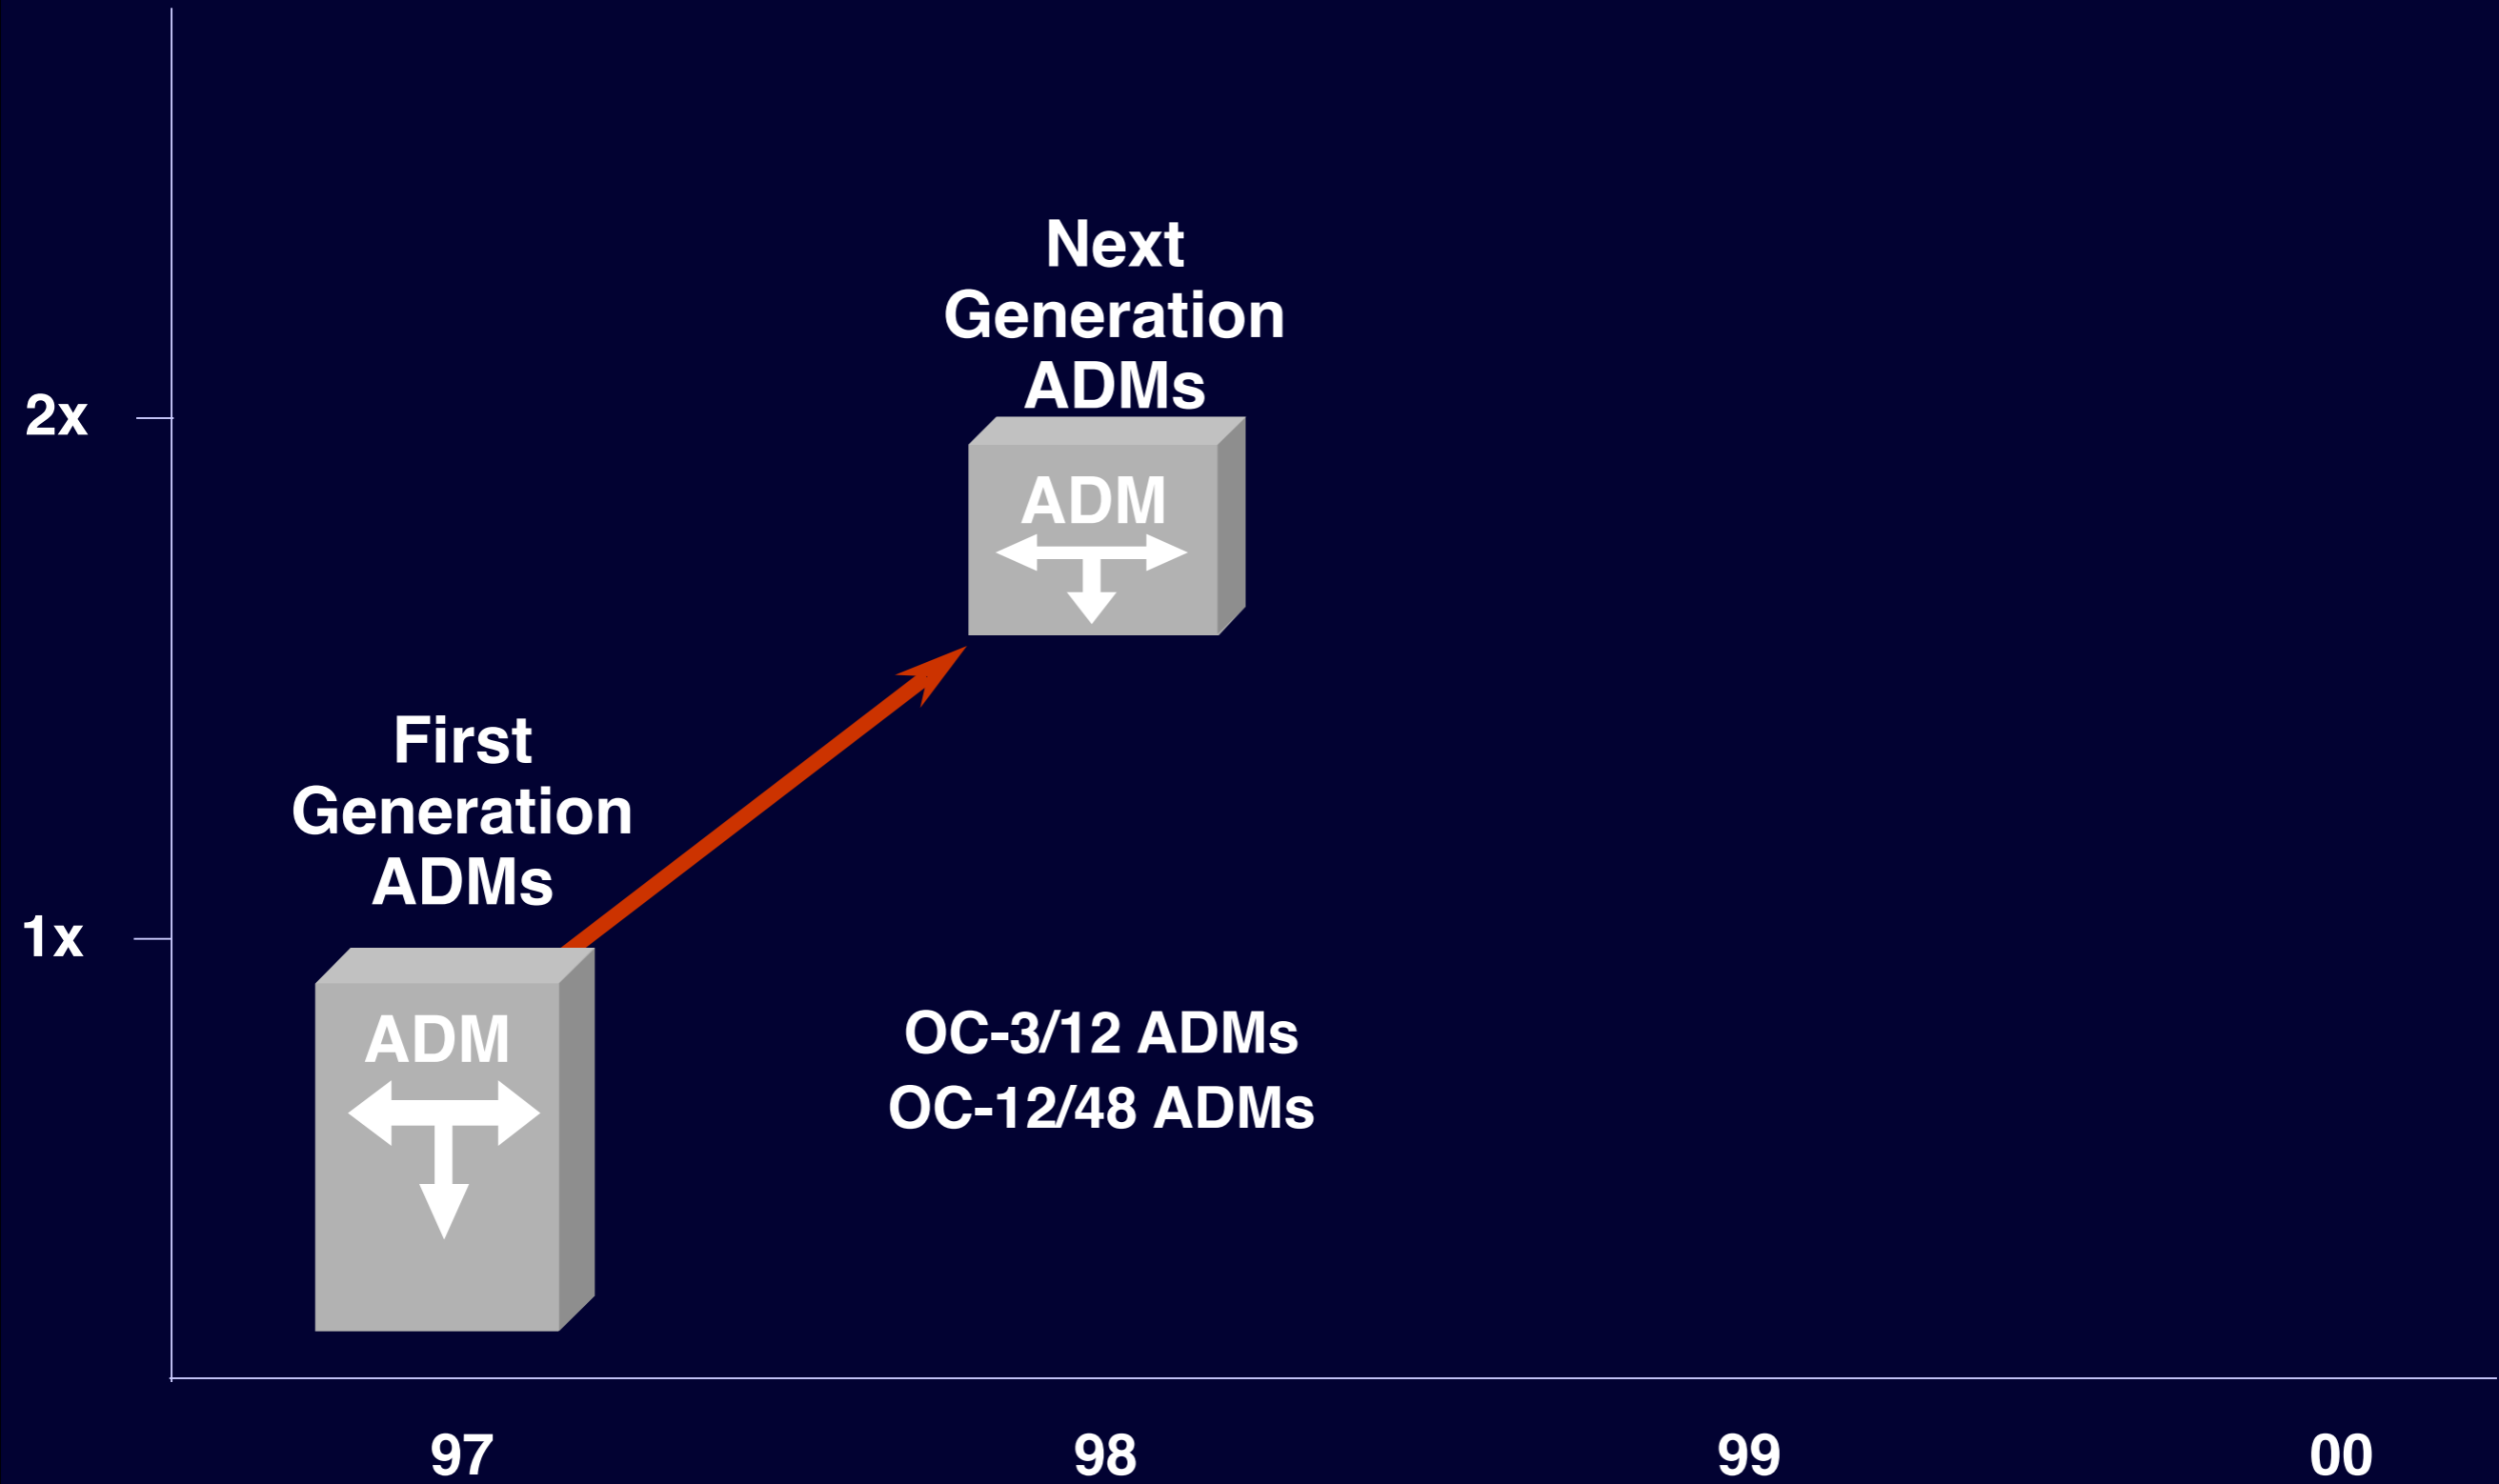 Next
Generation
ADMs
2x
ADM
First
Generation
ADMs
1x
ADM
OC-3/12 ADMs
OC-12/48 ADMs
97
98
99
00